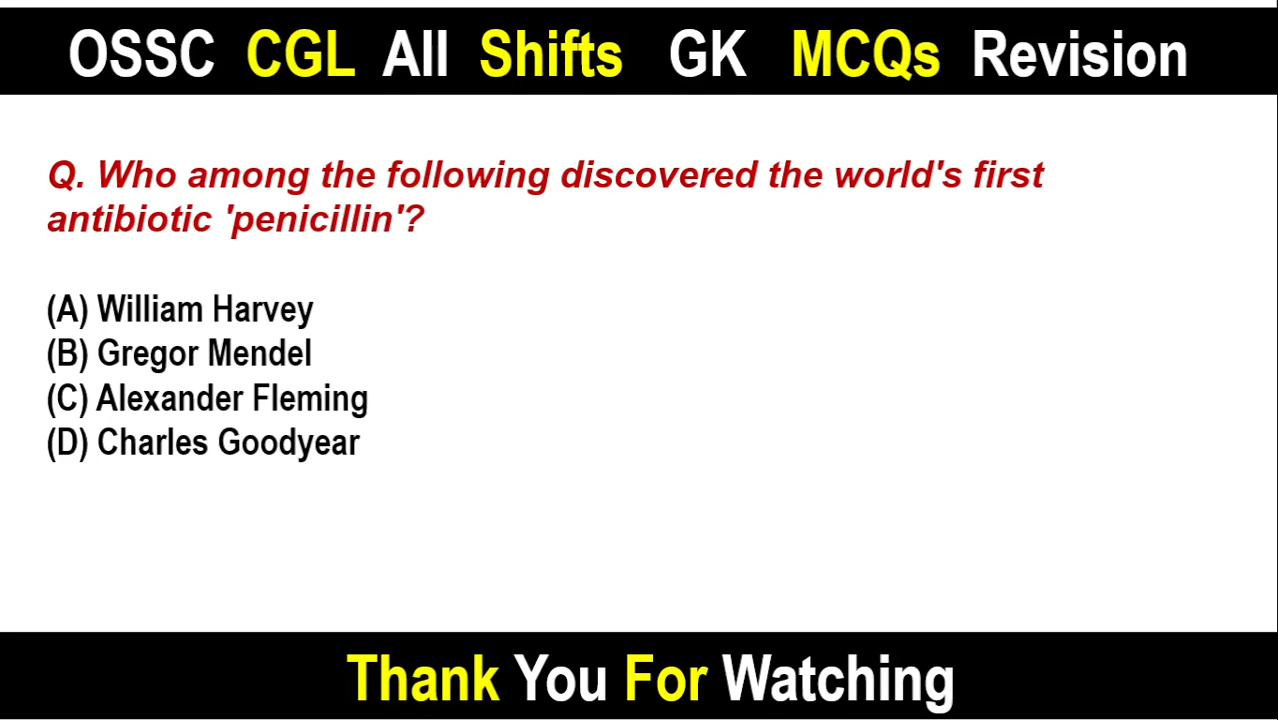 OSSC CGL All Shifts GK MCQs Revision
Q. Who among the following discovered the world's first
antibiotic 'penicillin'?
(A) William Harvey
(B) Gregor Mendel
(C) Alexander Fleming
(D) Charles Goodyear
Thank You For Watching